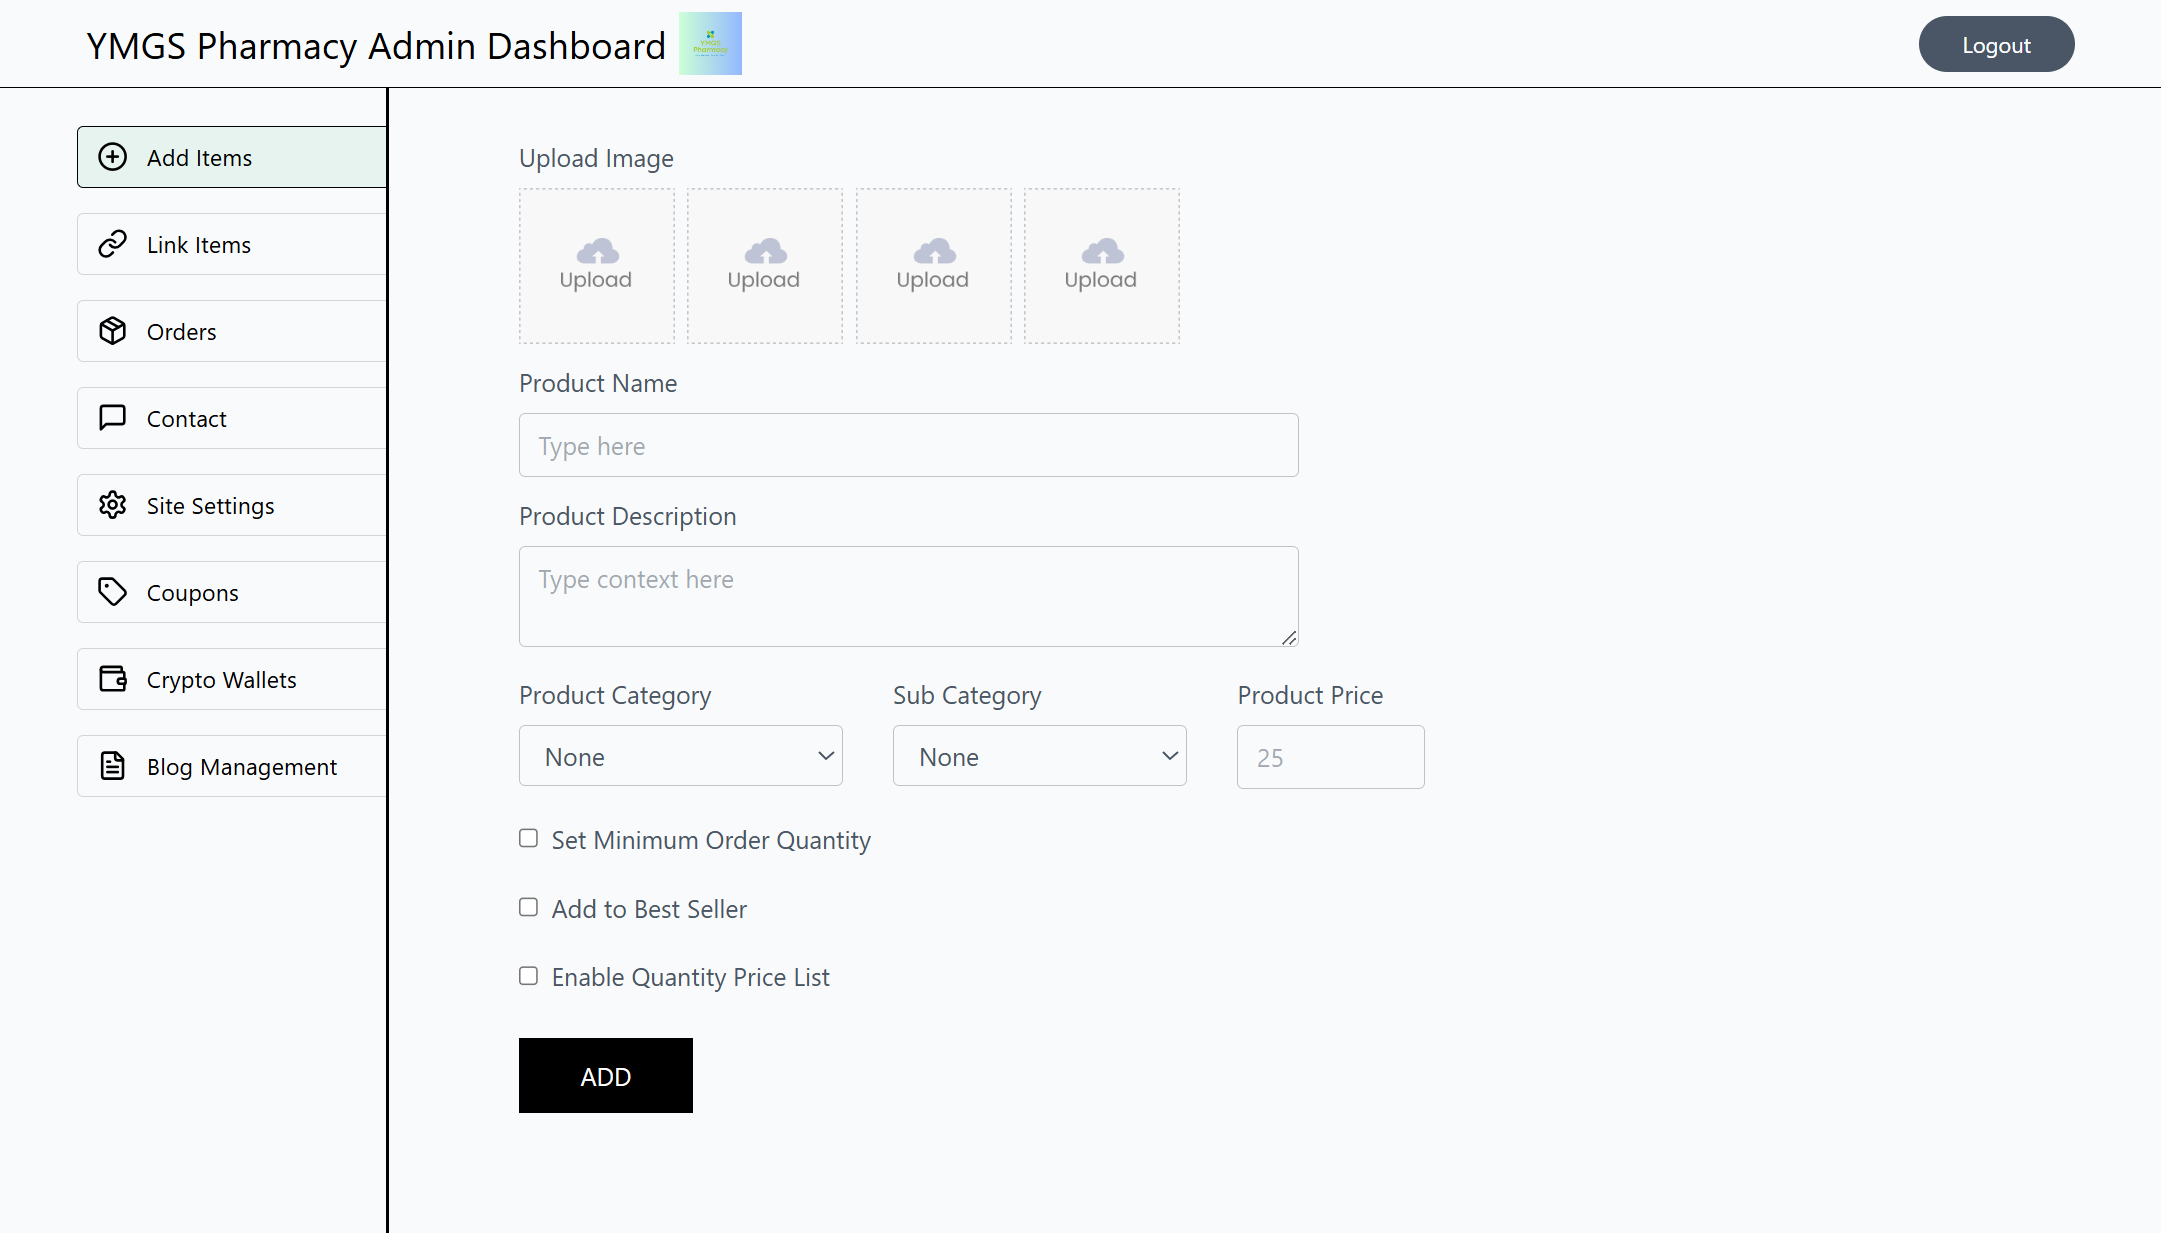 YMGS Pharmacy Admin Dashboard
YMGS
Pharmacy
Logout
Add Items
Link Items
Orders
Contact
Site Settings
Coupons
Crypto Wallets
Blog Management
Upload Image
Upload Upload Upload Upload
Product Name
Type here
Product Description
Type context here
Product Category Sub Category Product Price
None None 25
Set Minimum Order Quantity
Add to Best Seller
Enable Quantity Price List
ADD